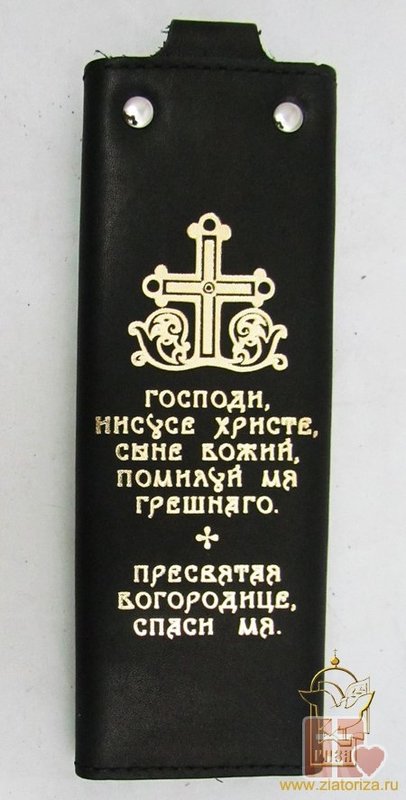 ГОСПОДИ,
ИИСУСЕ ХРИСТЕ,
СЫНЕ БОЖИЙ,
ПОМИЛУЙ МЯ
ГРЕШНАГО.
ПРЕСВЯТАЯ
БОГОРОДИЦЕ,
СПАСИ МЯ.
www.zlatoriza.ru